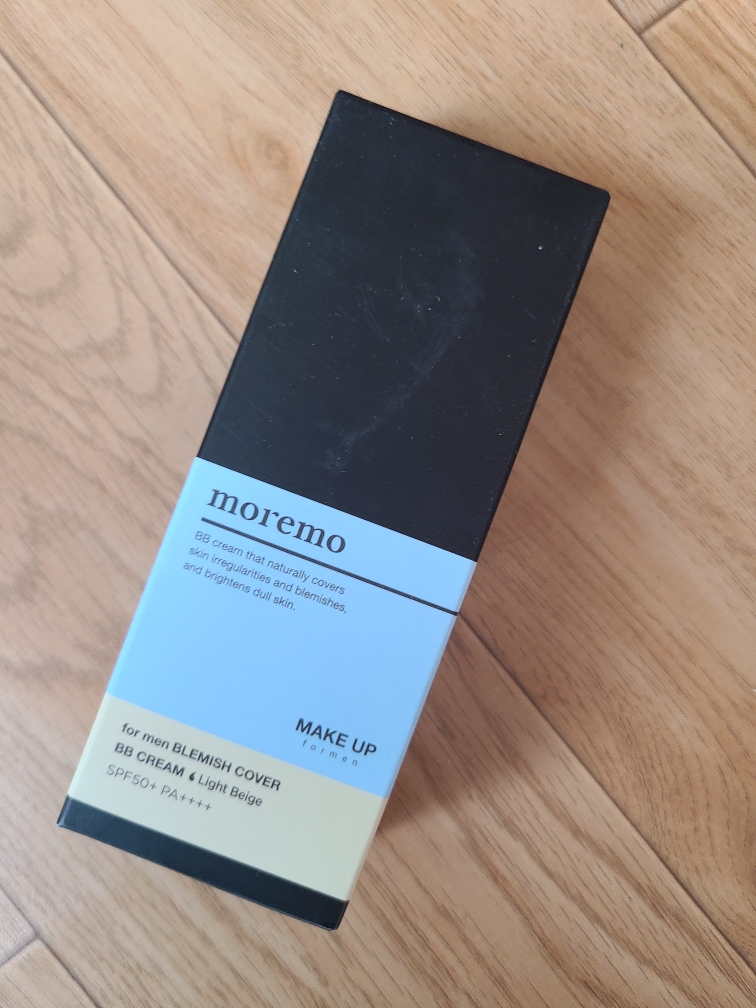 moremo
BB cream that naturally covers
skin irregularities and blemishes,
and brightens dull skin.
MAKE UP
for men
for men BLEMISH COVER
BB CREAM Light Beige
SPF50+ PA++++